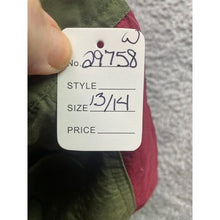 W
No. 29758
STYLE
SIZE 13/14
PRICE